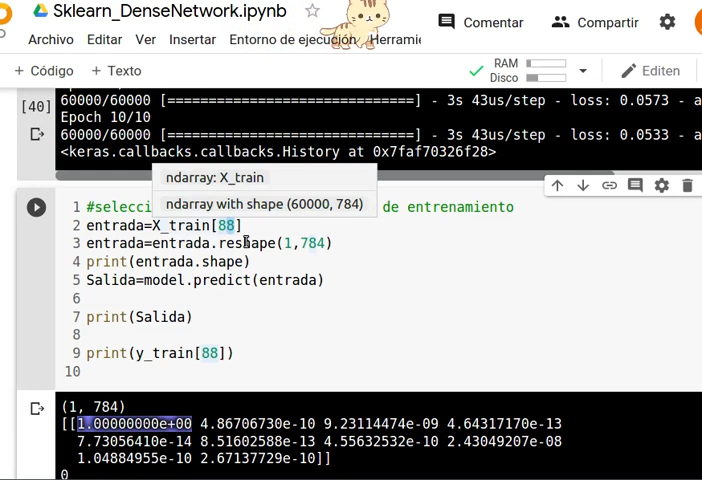 Sklearn_DenseNetwork.ipynb
Comentar
Compartir
Archivo Editar Ver Insertar Entorno de ejecución Herramie
+ Código + Texto
RAM
Disco
Editen
[40]
60000/60000 [==============================] - 3s 43us/step - loss: 0.0573 - a
Epoch 10/10
60000/60000 [==============================] - 3s 43us/step - loss: 0.0533 - a
<keras.callbacks.callbacks.History at 0x7faf70326f28>
ndarray: X_train
ndarray with shape (60000, 784)
1 #selecci de entrenamiento
2 entrada=X_train[88]
3 entrada=entrada.reshape(1,784)
4 print(entrada.shape)
5 Salida=model.predict(entrada)
6
7 print(Salida)
8
9 print(y_train[88])
10
(1, 784)
[[1.00000000e+00 4.86706730e-10 9.23114474e-09 4.64317170e-13
7.73056410e-14 8.51602588e-13 4.55632532e-10 2.43049207e-08
1.04884955e-10 2.67137729e-10]]
0